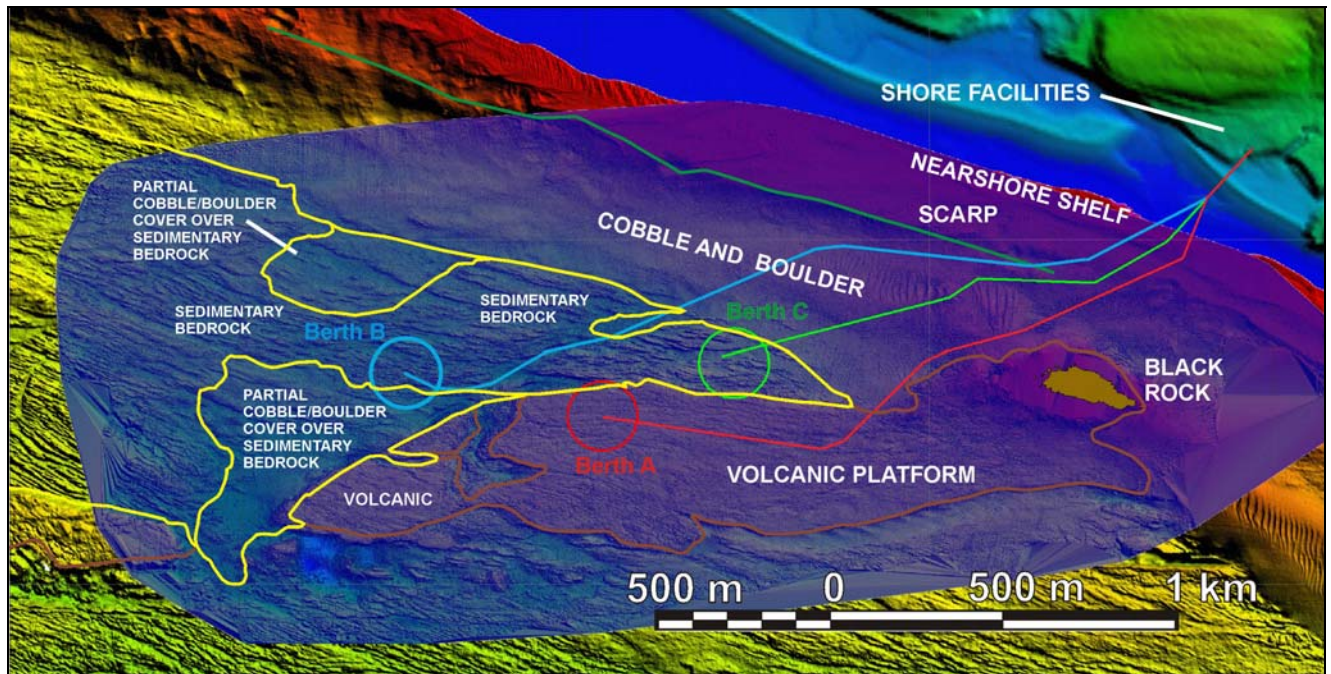 SHORE FACILITIES
NEARSHORE SHELF
SCARP
PARTIAL
COBBLE/BOULDER
COVER OVER
SEDIMENTARY
BEDROCK
COBBLE AND BOULDER
SEDIMENTARY
BEDROCK
SEDIMENTARY
BEDROCK
Berth B
Berth C
BLACK
ROCK
PARTIAL
COBBLE/BOULDER
COVER OVER
SEDIMENTARY
BEDROCK
Berth A
VOLCANIC PLATFORM
VOLCANIC
500 m 0 500 m 1 km